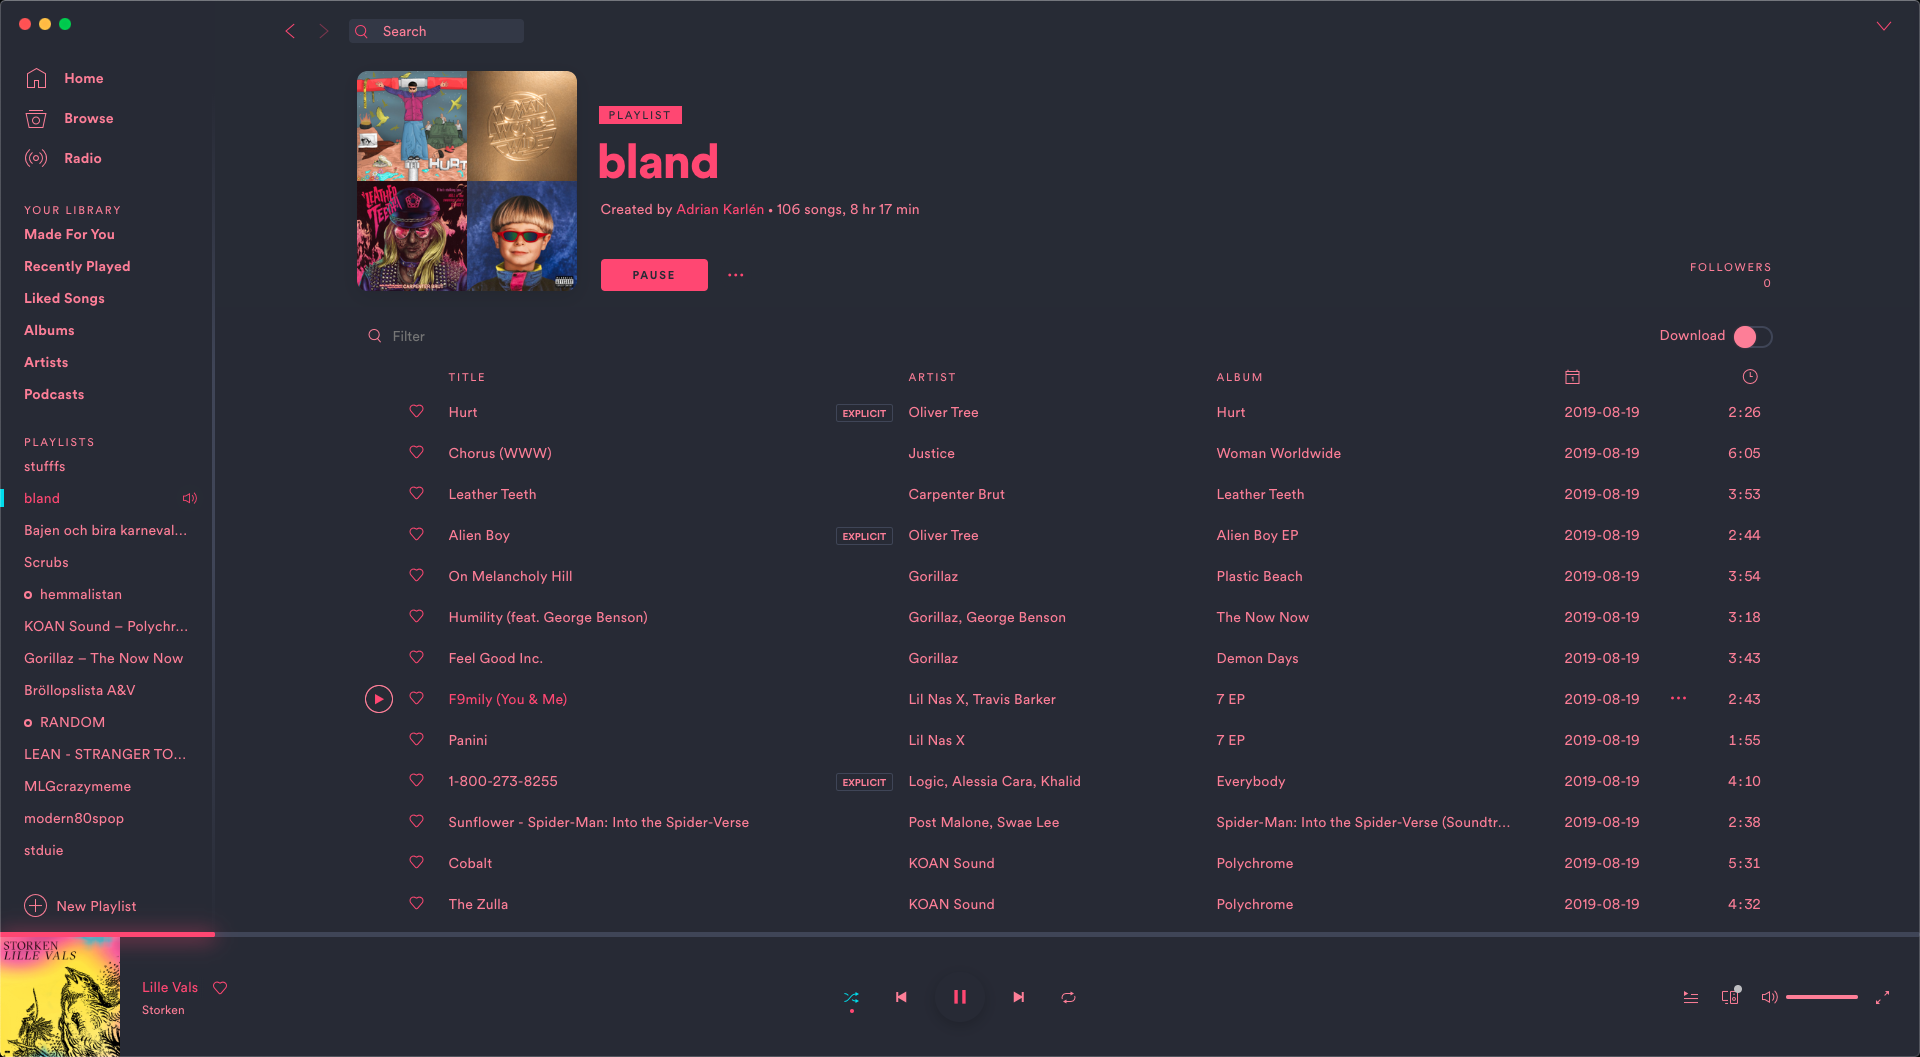 Search
Home
Browse
Radio
YOUR LIBRARY
Made For You
Recently Played
Liked Songs
Albums
Artists
Podcasts
PLAYLISTS
stufffs
bland
Bajen och bira karneval...
Scrubs
hemmalistan
KOAN Sound – Polychr...
Gorillaz – The Now Now
Bröllopslista A&V
RANDOM
LEAN - STRANGER TO...
MLGcrazymeme
modern80spop
stduie
New Playlist
HURT
WOMAN
WORLD
WIDE
LEATHER
TEETH
CARPENTER BRUT
PLAYLIST
bland
Created by Adrian Karlén • 106 songs, 8 hr 17 min
PAUSE
FOLLOWERS
0
Filter
Download
TITLE ARTIST ALBUM
Hurt EXPLICIT Oliver Tree Hurt 2019-08-19 2:26
Chorus (WWW) Justice Woman Worldwide 2019-08-19 6:05
Leather Teeth Carpenter Brut Leather Teeth 2019-08-19 3:53
Alien Boy EXPLICIT Oliver Tree Alien Boy EP 2019-08-19 2:44
On Melancholy Hill Gorillaz Plastic Beach 2019-08-19 3:54
Humility (feat. George Benson) Gorillaz, George Benson The Now Now 2019-08-19 3:18
Feel Good Inc. Gorillaz Demon Days 2019-08-19 3:43
F9mily (You & Me) Lil Nas X, Travis Barker 7 EP 2019-08-19 2:43
Panini Lil Nas X 7 EP 2019-08-19 1:55
1-800-273-8255 EXPLICIT Logic, Alessia Cara, Khalid Everybody 2019-08-19 4:10
Sunflower - Spider-Man: Into the Spider-Verse Post Malone, Swae Lee Spider-Man: Into the Spider-Verse (Soundtr... 2019-08-19 2:38
Cobalt KOAN Sound Polychrome 2019-08-19 5:31
The Zulla KOAN Sound Polychrome 2019-08-19 4:32
STORKEN
LILLE VALS
Lille Vals
Storken